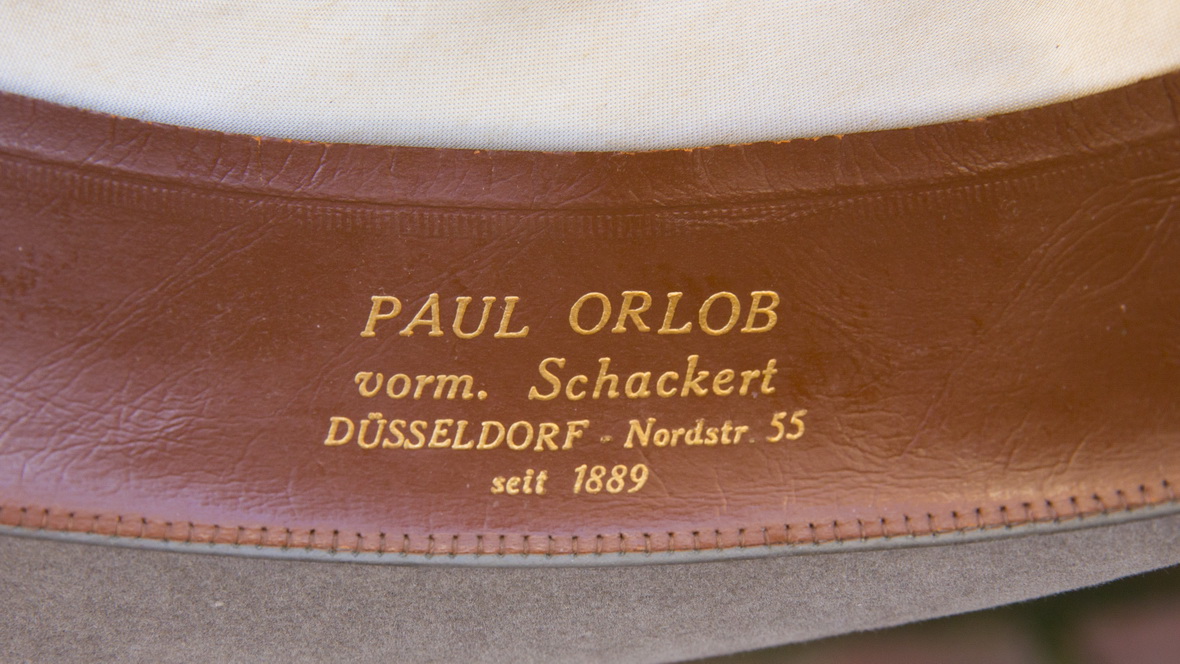 PAUL ORLOB
vorm. Schackert
DÜSSELDORF - Nordstr. 55
seit 1889